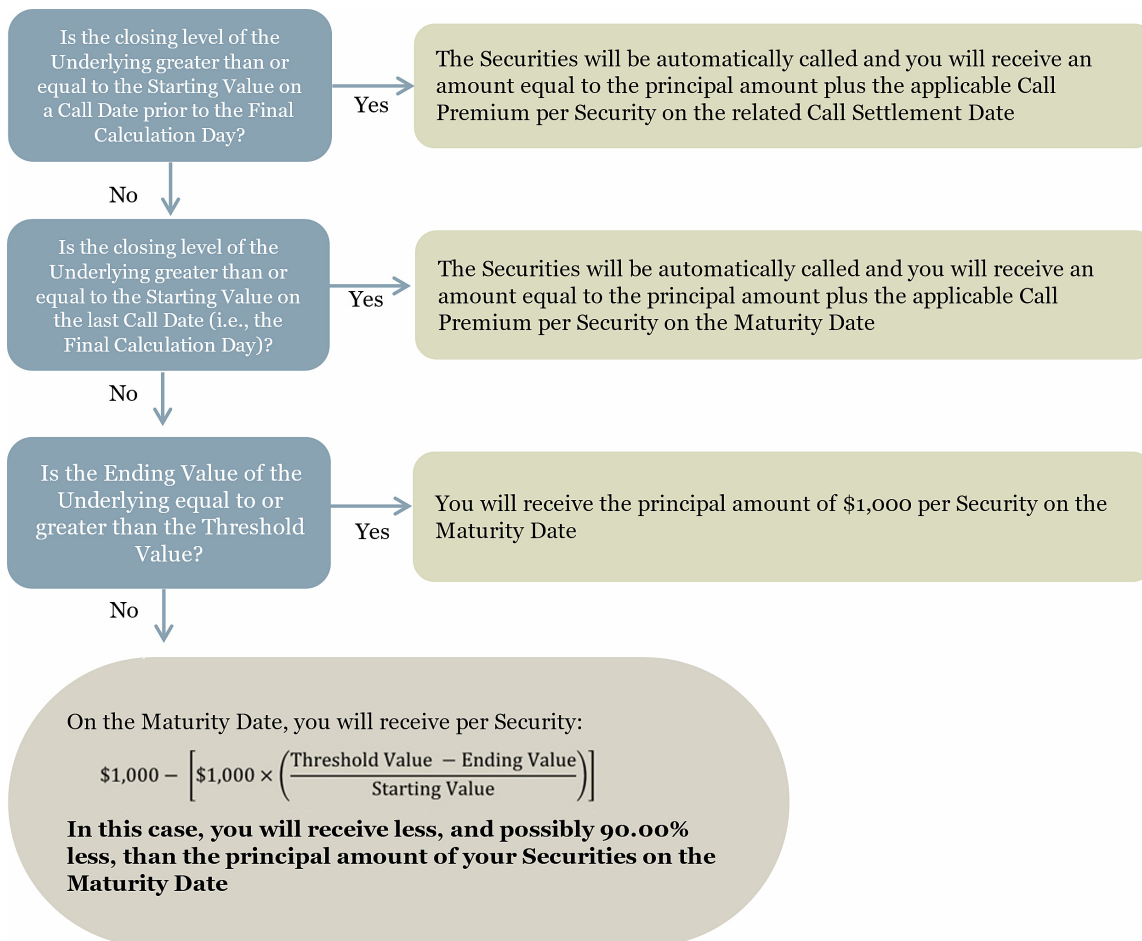 Is the closing level of the
Underlying greater than or
equal to the Starting Value on
a Call Date prior to the Final
Calculation Day?
Yes
The Securities will be automatically called and you will receive an
amount equal to the principal amount plus the applicable Call
Premium per Security on the related Call Settlement Date
No
Is the closing level of the
Underlying greater than or
equal to the Starting Value on
the last Call Date (i.e., the
Final Calculation Day)?
Yes
The Securities will be automatically called and you will receive an
amount equal to the principal amount plus the applicable Call
Premium per Security on the Maturity Date
No
Is the Ending Value of the
Underlying equal to or
greater than the Threshold
Value?
Yes
You will receive the principal amount of $1,000 per Security on the
Maturity Date
No
On the Maturity Date, you will receive per Security:
$1,000 − [$1,000 × (Threshold Value − Ending Value / Starting Value)]
In this case, you will receive less, and possibly 90.00%
less, than the principal amount of your Securities on the
Maturity Date